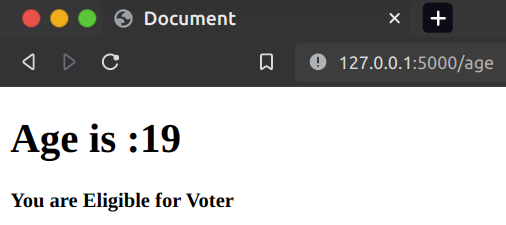 Document
127.0.0.1:5000/age
Age is :19
You are Eligible for Voter